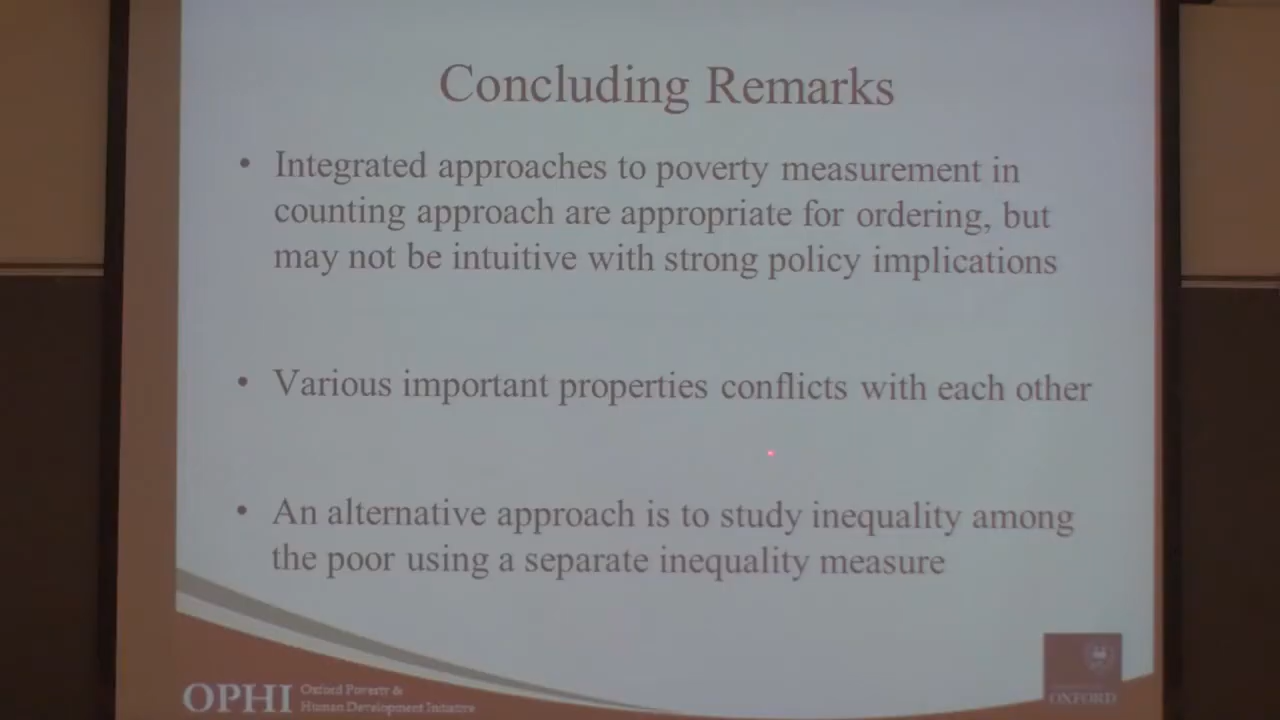 Concluding Remarks
• Integrated approaches to poverty measurement in
counting approach are appropriate for ordering, but
may not be intuitive with strong policy implications
• Various important properties conflicts with each other
• An alternative approach is to study inequality among
the poor using a separate inequality measure
OPHI
Oxford Poverty &
Human Development Initiative
OXFORD